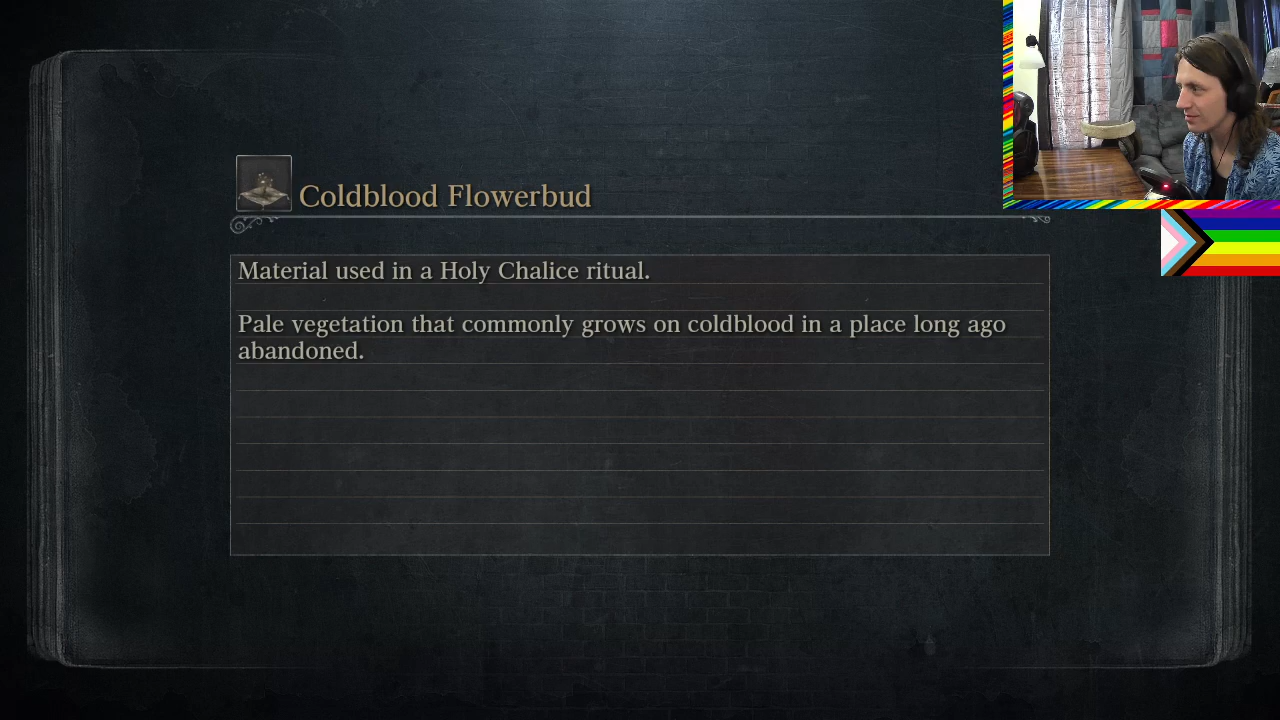 Coldblood Flowerbud
Material used in a Holy Chalice ritual.
Pale vegetation that commonly grows on coldblood in a place long ago
abandoned.